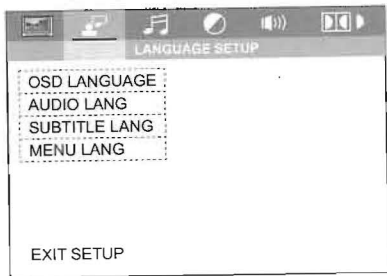 LANGUAGE SETUP
OSD LANGUAGE
AUDIO LANG
SUBTITLE LANG
MENU LANG
EXIT SETUP